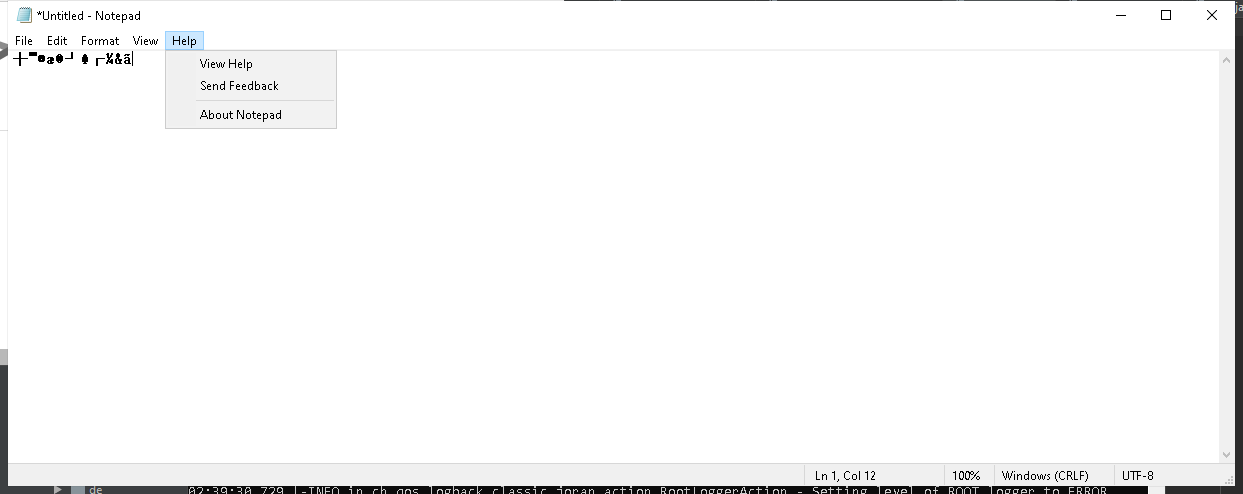 *Untitled - Notepad
File Edit Format View Help
View Help
Send Feedback
About Notepad
Ln 1, Col 12 100% Windows (CRLF) UTF-8
de 02:39:30,729 |-INFO in ch.qos.logback.classic.joran.action.RootLoggerAction - Setting level of ROOT logger to ERROR